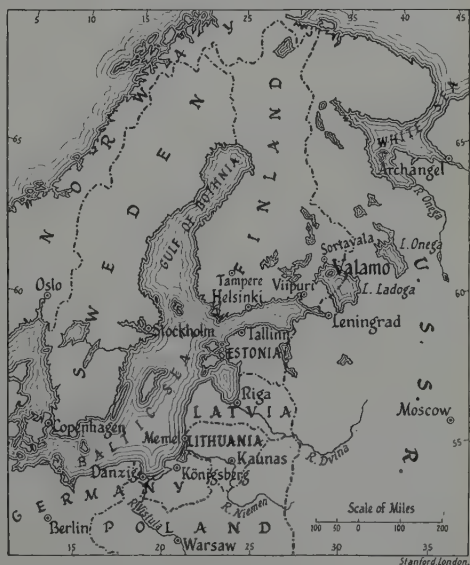 5 10 15 20 25 30 35 40 45
NORWAY
SWEDEN
FINLAND
GULF OF BOTHNIA
WHITE
65
65
Archangel
R. Onega
L. Onega
Sortavala
Valamo
L. Ladoga
U.S.S.R.
Tampere
Viipuri
Helsinki
Oslo
60
60
Leningrad
Stockholm
Tallinn
ESTONIA
BALTIC SEA
Riga
LATVIA
Moscow
Copenhagen
Memel
LITHUANIA
55
Kaunas
R. Dvina
Danzig
Königsberg
GERMANY
R. Niemen
R. Vistula
Berlin
POLAND
Warsaw
Scale of Miles
100 50 0 100 200
15 20 25 30 35
Stanford, London.